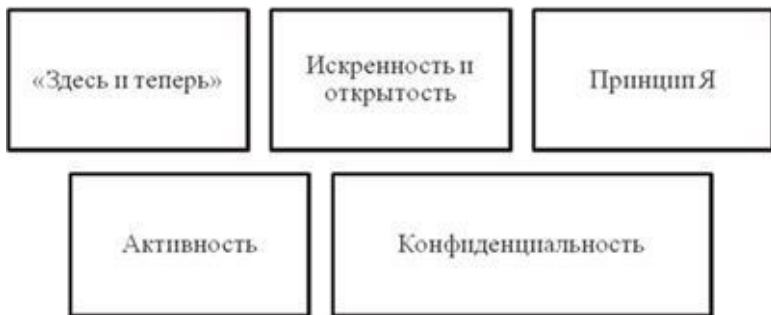 «Здесь и теперь»
Искренность и
открытость
Принцип Я
Активность
Конфиденциальность